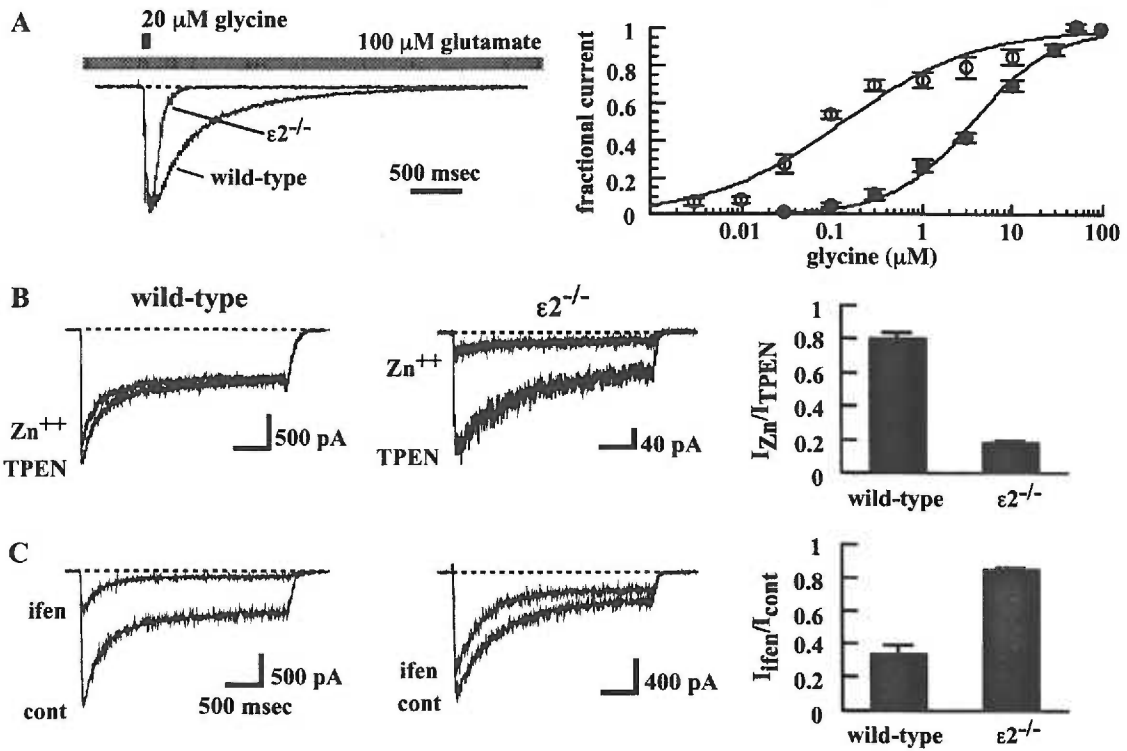 A
20 μM glycine
100 μM glutamate
ε2-/-
wild-type
500 msec
fractional current
1
0.8
0.6
0.4
0.2
0
0.01
0.1
1
10
100
glycine (μM)
B
wild-type
ε2-/-
Zn++
TPEN
500 pA
Zn++
TPEN
40 pA
IZn/ITPEN
1
0.8
0.6
0.4
0.2
0
wild-type
ε2-/-
C
ifen
cont
500 pA
500 msec
ifen
cont
400 pA
Iifen/Icont
1
0.8
0.6
0.4
0.2
0
wild-type
ε2-/-